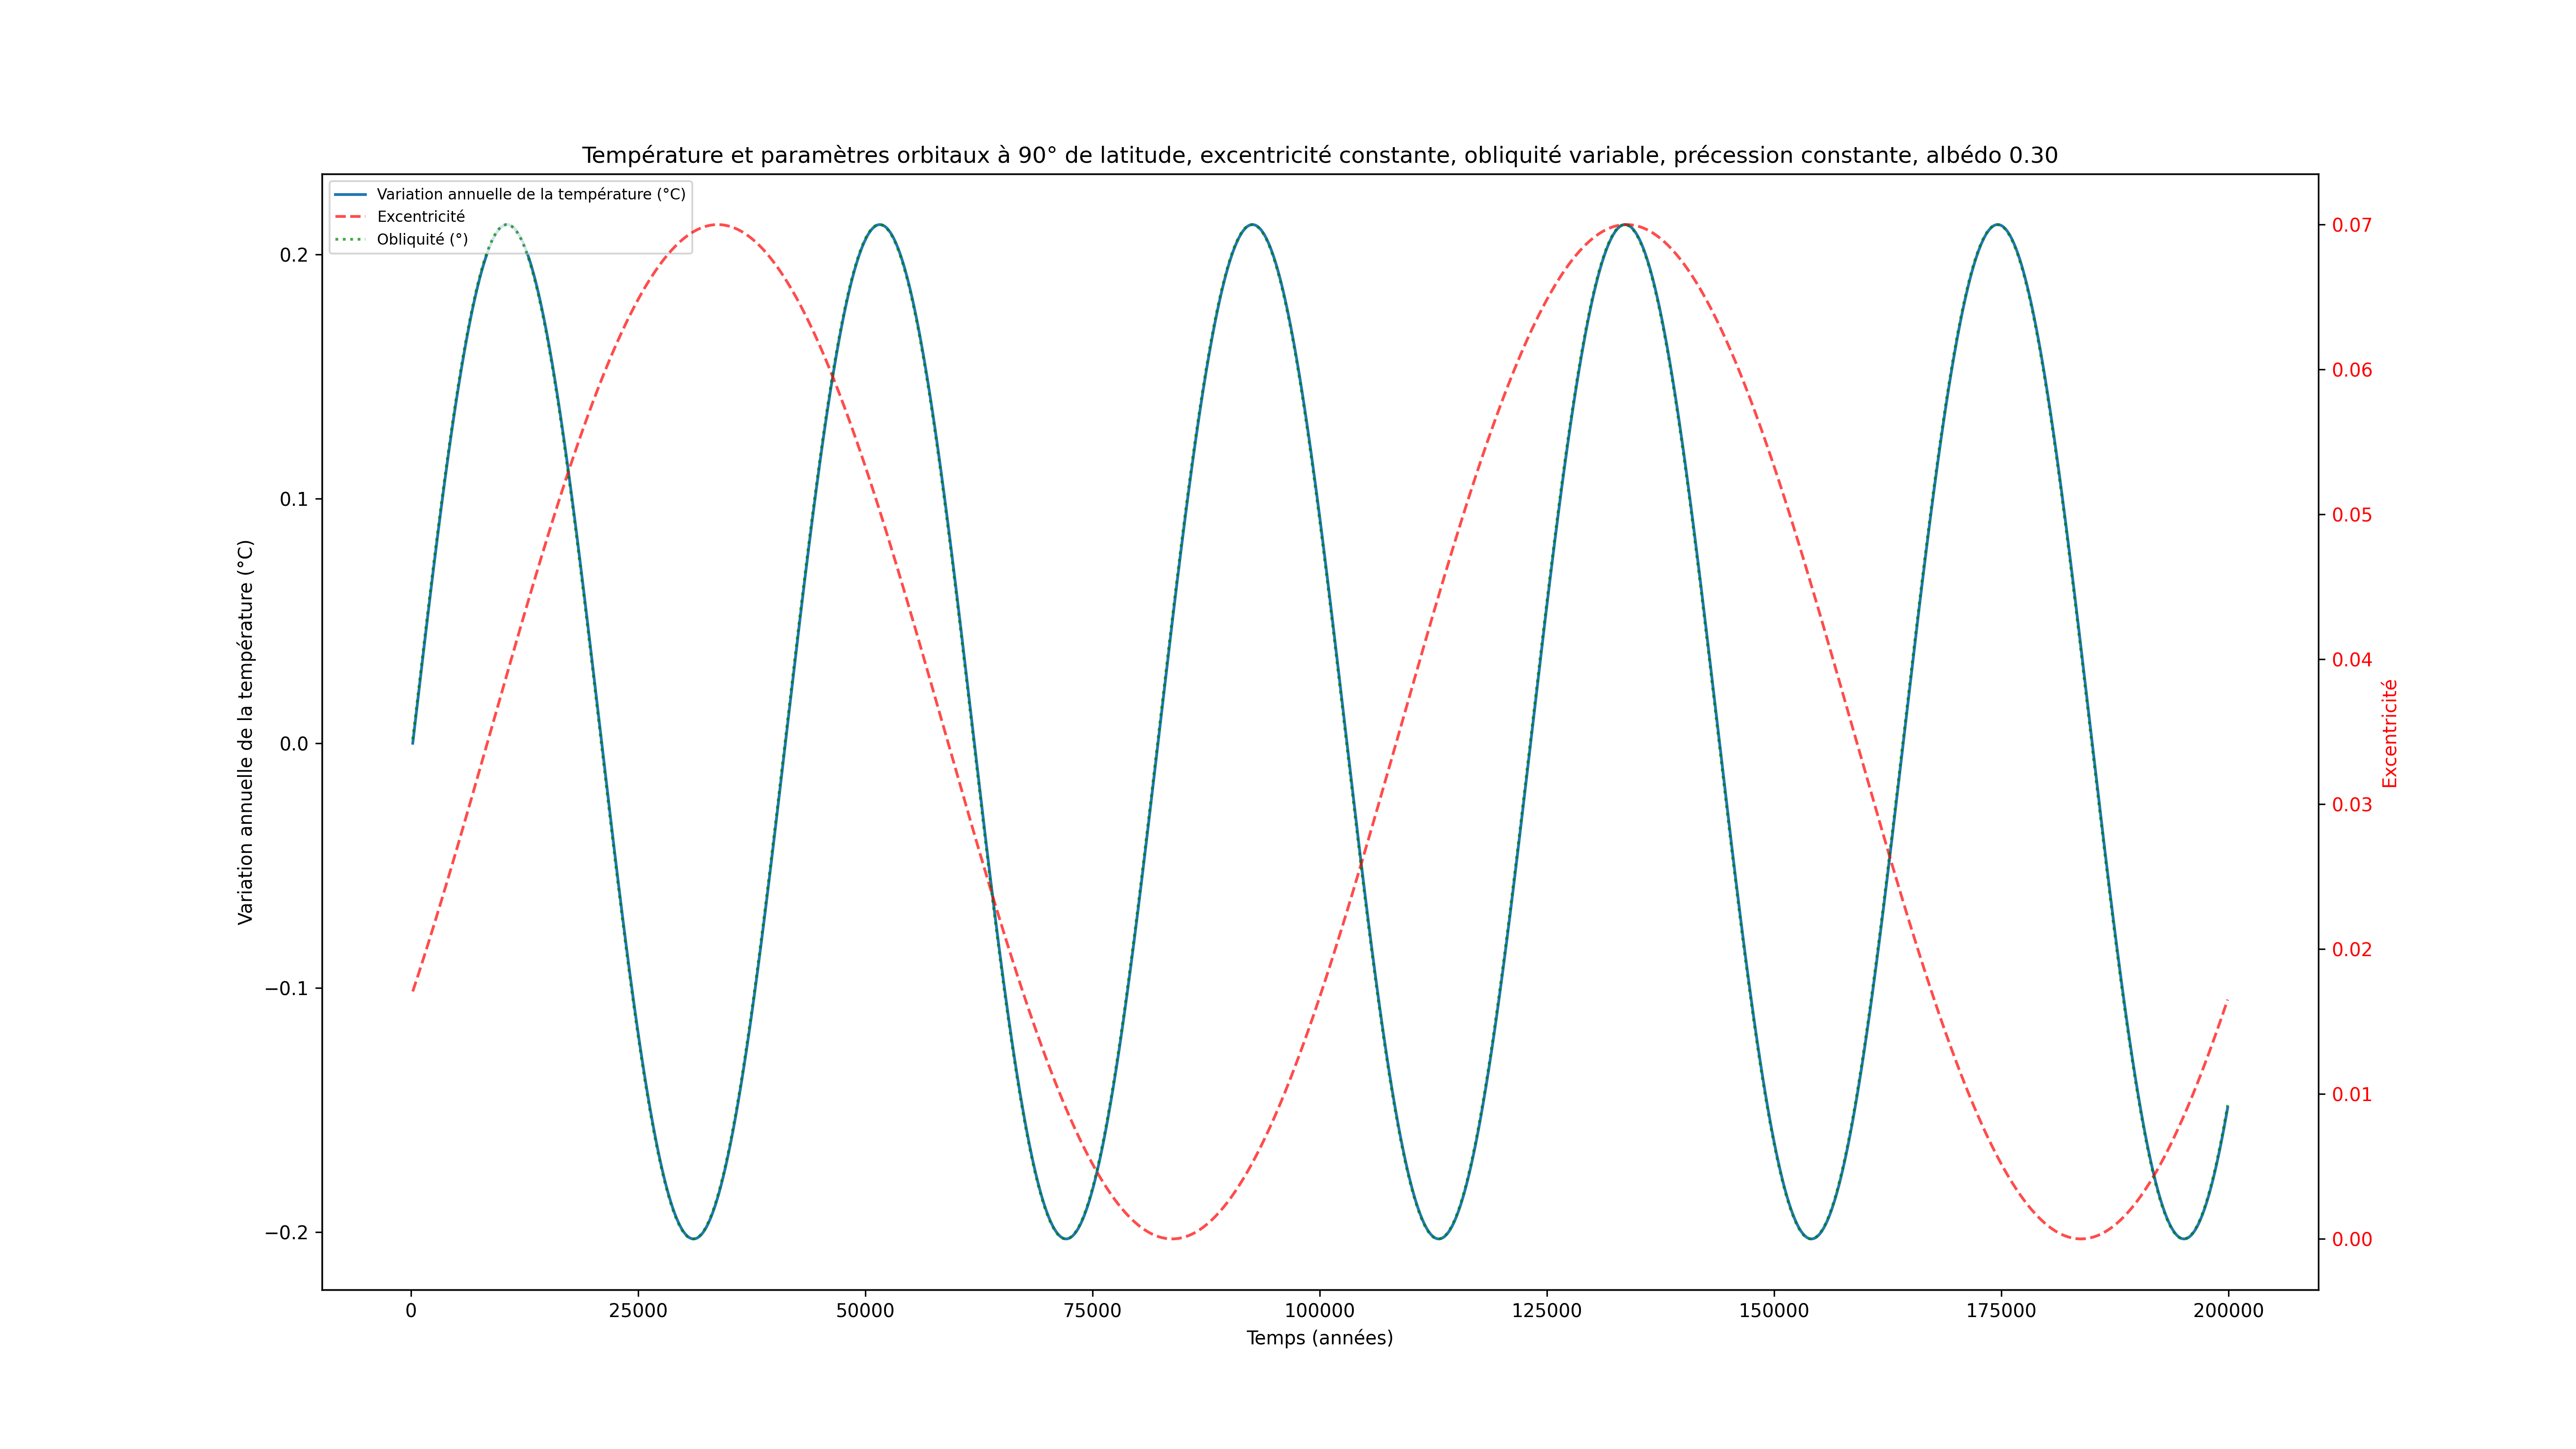 Température et paramètres orbitaux à 90° de latitude, excentricité constante, obliquité variable, précession constante, albédo 0.30
Variation annuelle de la température (°C)
Excentricité
Obliquité (°)
0.2
0.1
0.0
−0.1
−0.2
Variation annuelle de la température (°C)
0.07
0.06
0.05
0.04
0.03
0.02
0.01
0.00
Excentricité
0 25000 50000 75000 100000 125000 150000 175000 200000
Temps (années)